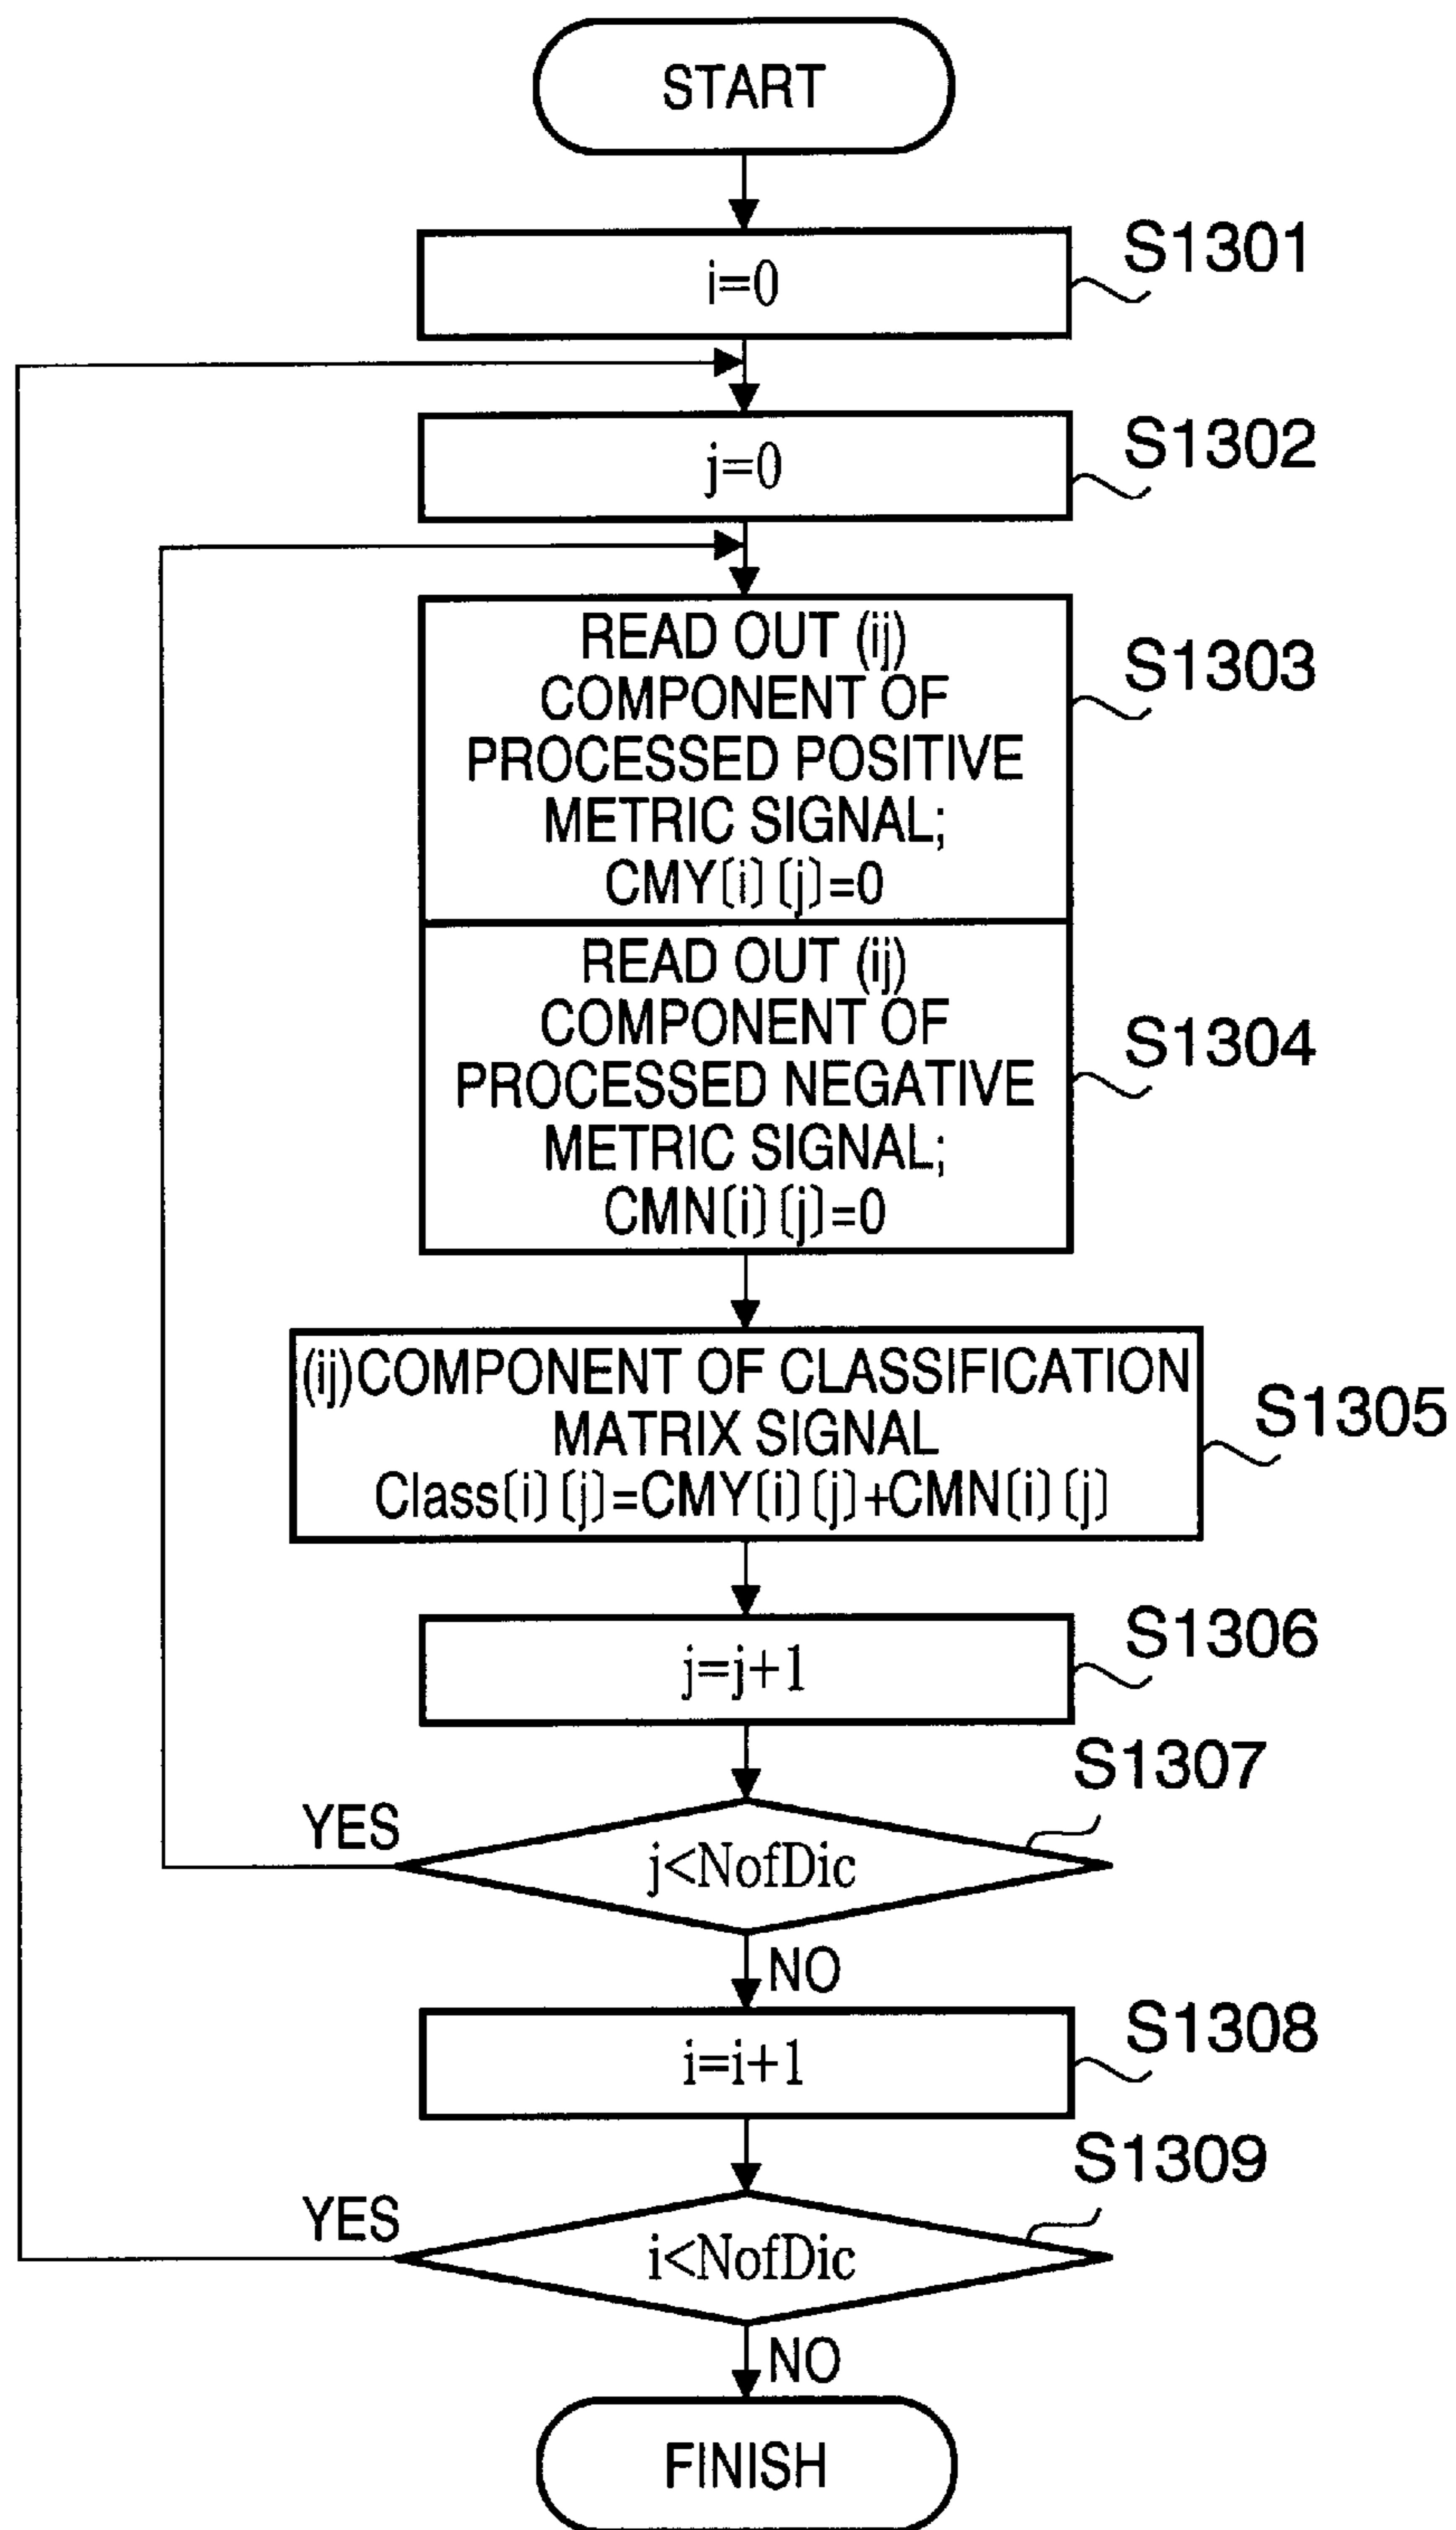 START
i=0
S1301
j=0
S1302
READ OUT (ij)
COMPONENT OF
PROCESSED POSITIVE
METRIC SIGNAL;
CMY[i][j]=0
S1303
READ OUT (ij)
COMPONENT OF
PROCESSED NEGATIVE
METRIC SIGNAL;
CMN[i][j]=0
S1304
(ij)COMPONENT OF CLASSIFICATION
MATRIX SIGNAL
Class[i][j]=CMY[i][j]+CMN[i][j]
S1305
j=j+1
S1306
S1307
YES
j<NofDic
NO
i=i+1
S1308
S1309
YES
i<NofDic
NO
FINISH